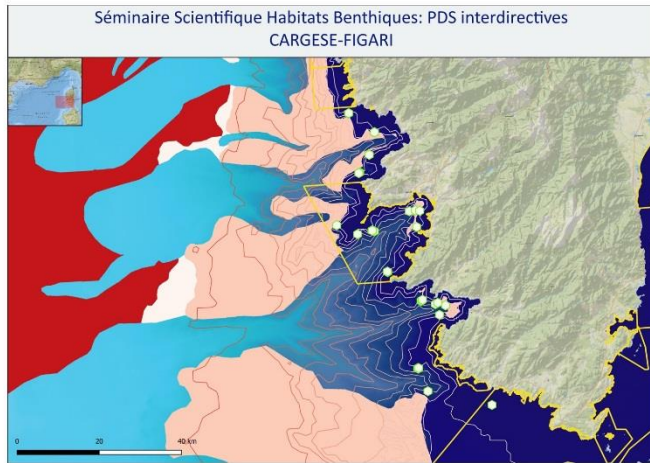 Séminaire Scientifique Habitats Benthiques: PDS interdirectives
CARGESE-FIGARI
0 20 40 km